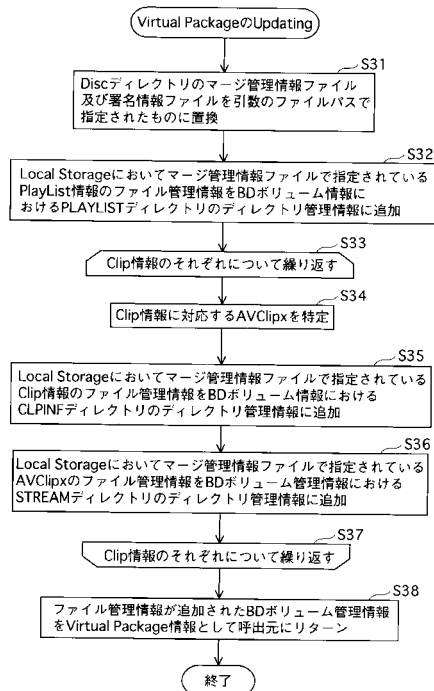 Virtual PackageのUpdating
S31
Discディレクトリのマージ管理情報ファイル
及び署名情報ファイルを引数のファイルパスで
指定されたものに置換
S32
Local Storageにおいてマージ管理情報ファイルで指定されている
PlayList情報のファイル管理情報をBDボリューム情報に
おけるPLAYLISTディレクトリのディレクトリ管理情報に追加
S33
Clip情報のそれぞれについて繰り返す
S34
Clip情報に対応するAVClipxを特定
S35
Local Storageにおいてマージ管理情報ファイルで指定されている
Clip情報のファイル管理情報をBDボリューム情報における
CLPINFディレクトリのディレクトリ管理情報に追加
S36
Local Storageにおいてマージ管理情報ファイルで指定されている
AVClipxのファイル管理情報をBDボリューム管理情報における
STREAMディレクトリのディレクトリ管理情報に追加
S37
Clip情報のそれぞれについて繰り返す
S38
ファイル管理情報が追加されたBDボリューム管理情報
をVirtual Package情報として呼出元にリターン
終了